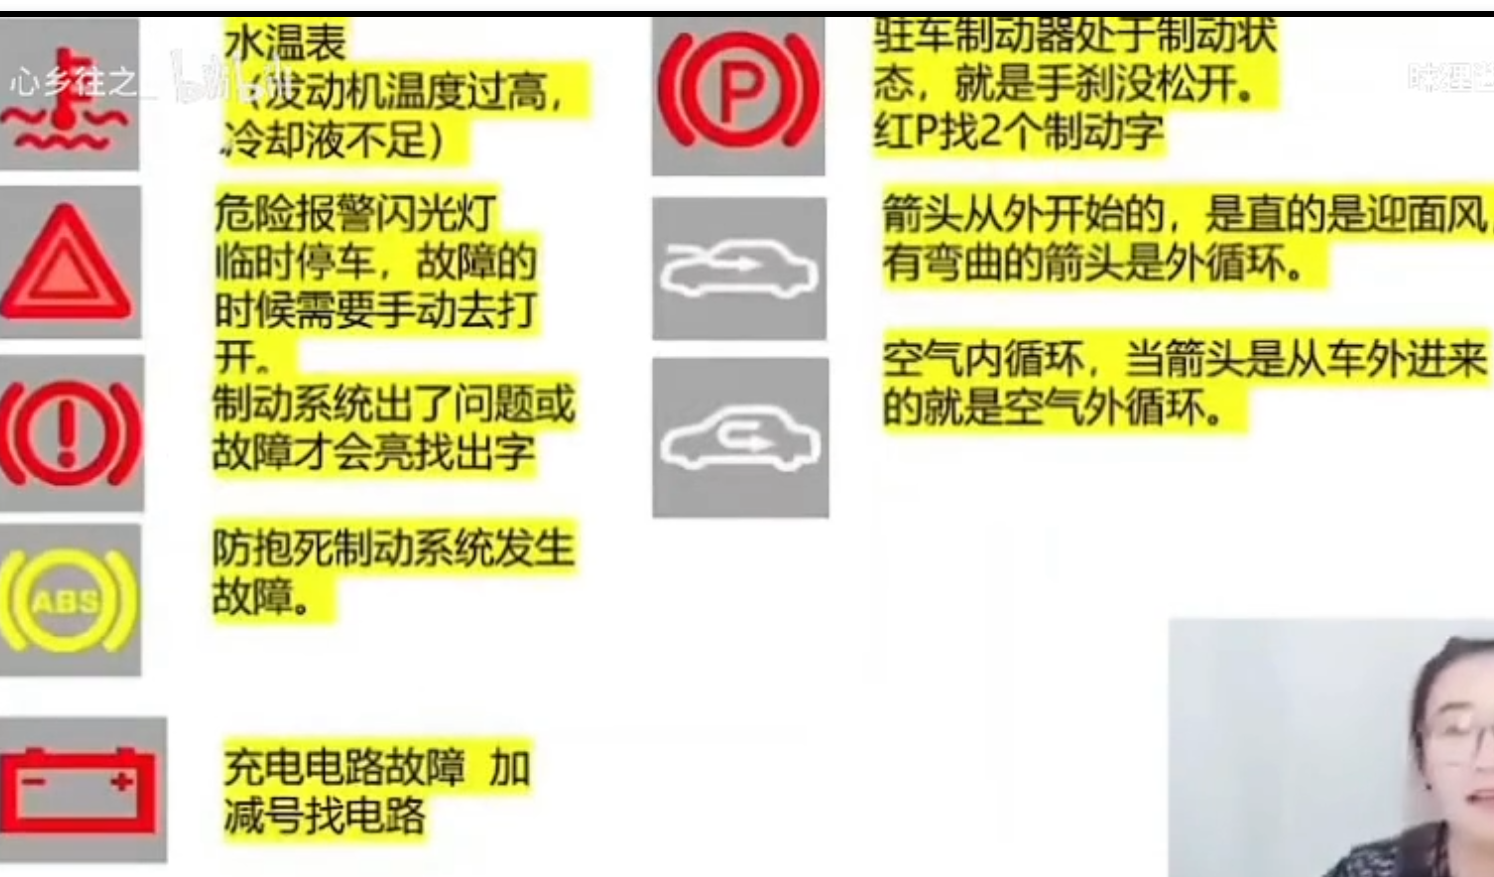 水温表
心乡往之_ bilibili
（发动机温度过高，
冷却液不足）
危险报警闪光灯
临时停车，故障的
时候需要手动去打
开。
制动系统出了问题或
故障才会亮找出字
ABS
防抱死制动系统发生
故障。
- +
充电电路故障 加
减号找电路
P
驻车制动器处于制动状
态，就是手刹没松开。
红P找2个制动字
箭头从外开始的，是直的是迎面风，
有弯曲的箭头是外循环。
空气内循环，当箭头是从车外进来
的就是空气外循环。